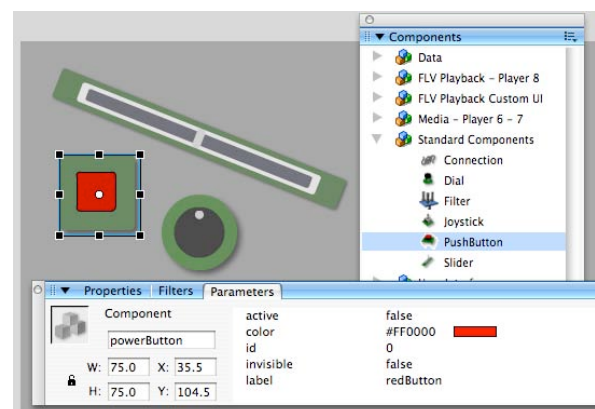 Components
Data
FLV Playback - Player 8
FLV Playback Custom UI
Media - Player 6 - 7
Standard Components
Connection
Dial
Filter
Joystick
PushButton
Slider
Properties Filters Parameters
Component
powerButton
W: 75.0 X: 35.5
H: 75.0 Y: 104.5
active false
color #FF0000
id 0
invisible false
label redButton